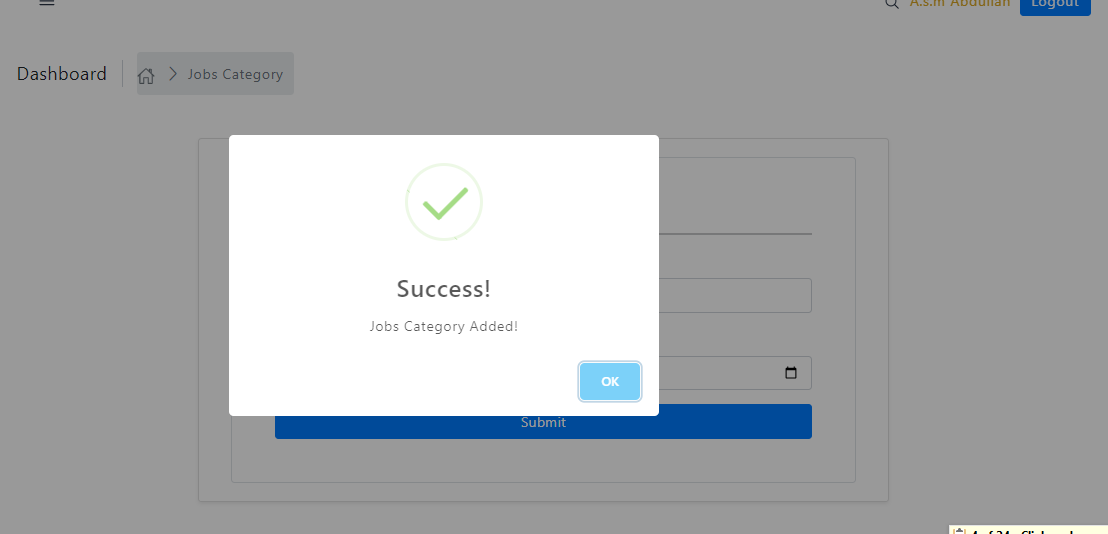 A.s.m Abdullah
Logout
Dashboard
Jobs Category
Success!
Jobs Category Added!
OK
Submit